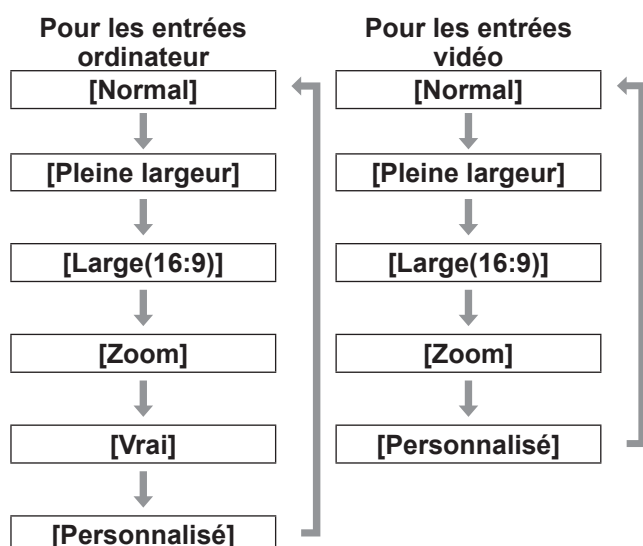 Pour les entrées
ordinateur
[Normal]
[Pleine largeur]
[Large(16:9)]
[Zoom]
[Vrai]
[Personnalisé]
Pour les entrées
vidéo
[Normal]
[Pleine largeur]
[Large(16:9)]
[Zoom]
[Personnalisé]